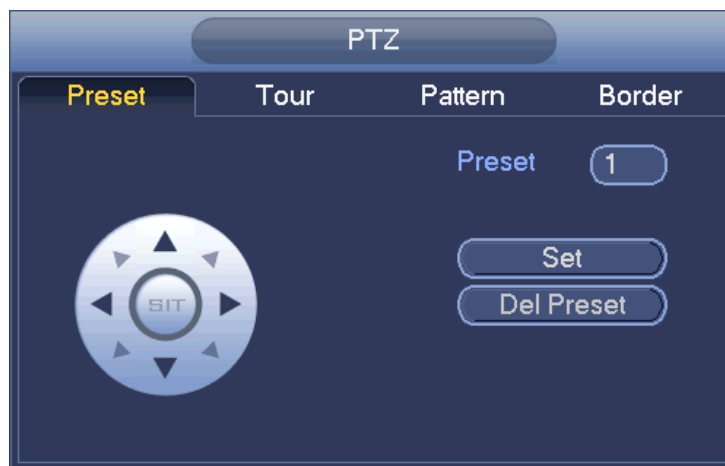 PTZ
Preset Tour Pattern Border
Preset 1
SIT
Set
Del Preset